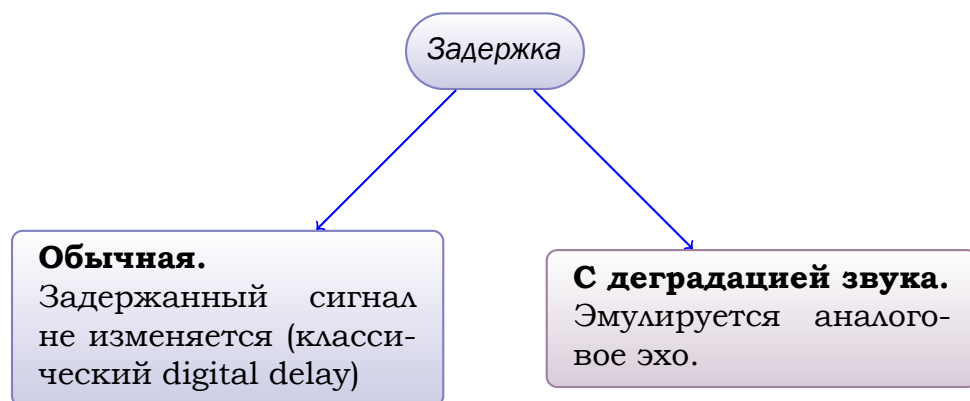 Задержка
Обычная.
Задержанный сигнал
не изменяется (класси-
ческий digital delay)
С деградацией звука.
Эмулируется аналого-
вое эхо.